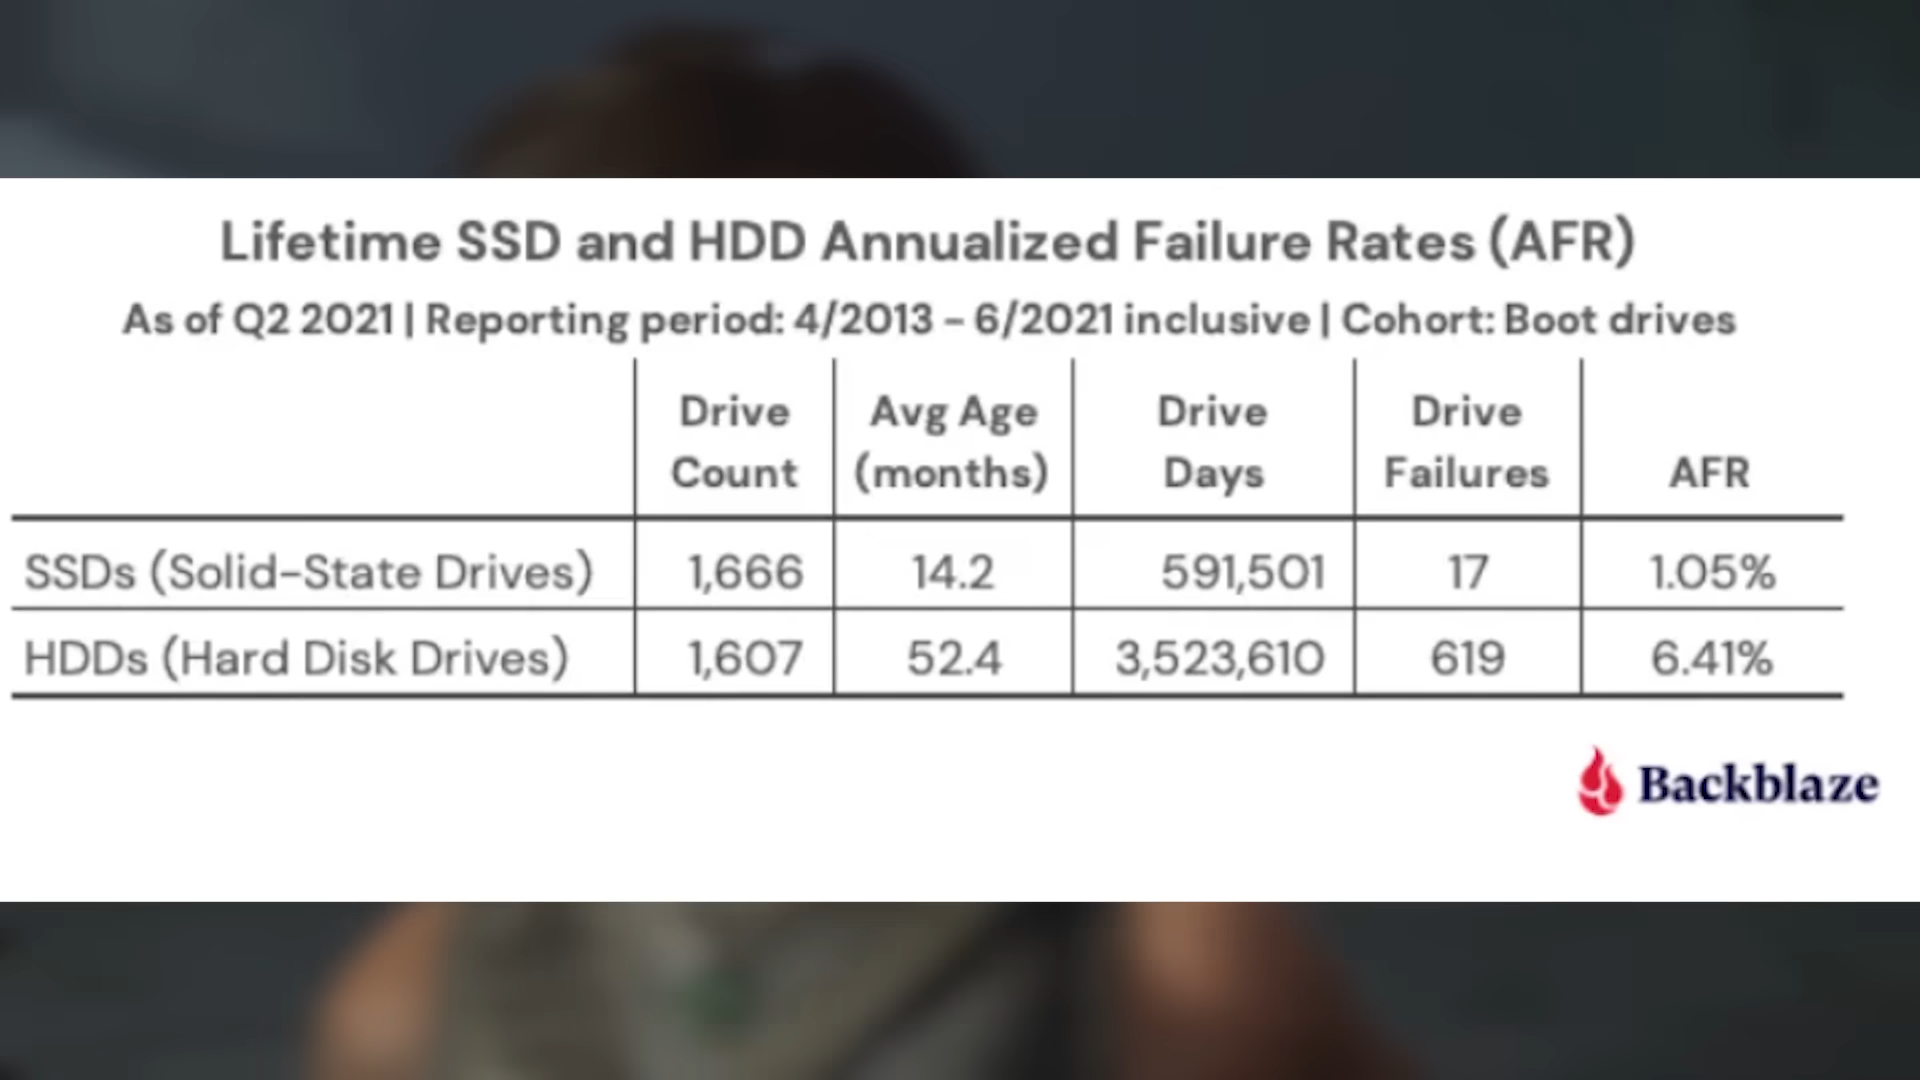 Lifetime SSD and HDD Annualized Failure Rates (AFR)
As of Q2 2021 | Reporting period: 4/2013 – 6/2021 inclusive | Cohort: Boot drives
Drive Count Avg Age (months) Drive Days Drive Failures AFR
SSDs (Solid-State Drives) 1,666 14.2 591,501 17 1.05%
HDDs (Hard Disk Drives) 1,607 52.4 3,523,610 619 6.41%
Backblaze